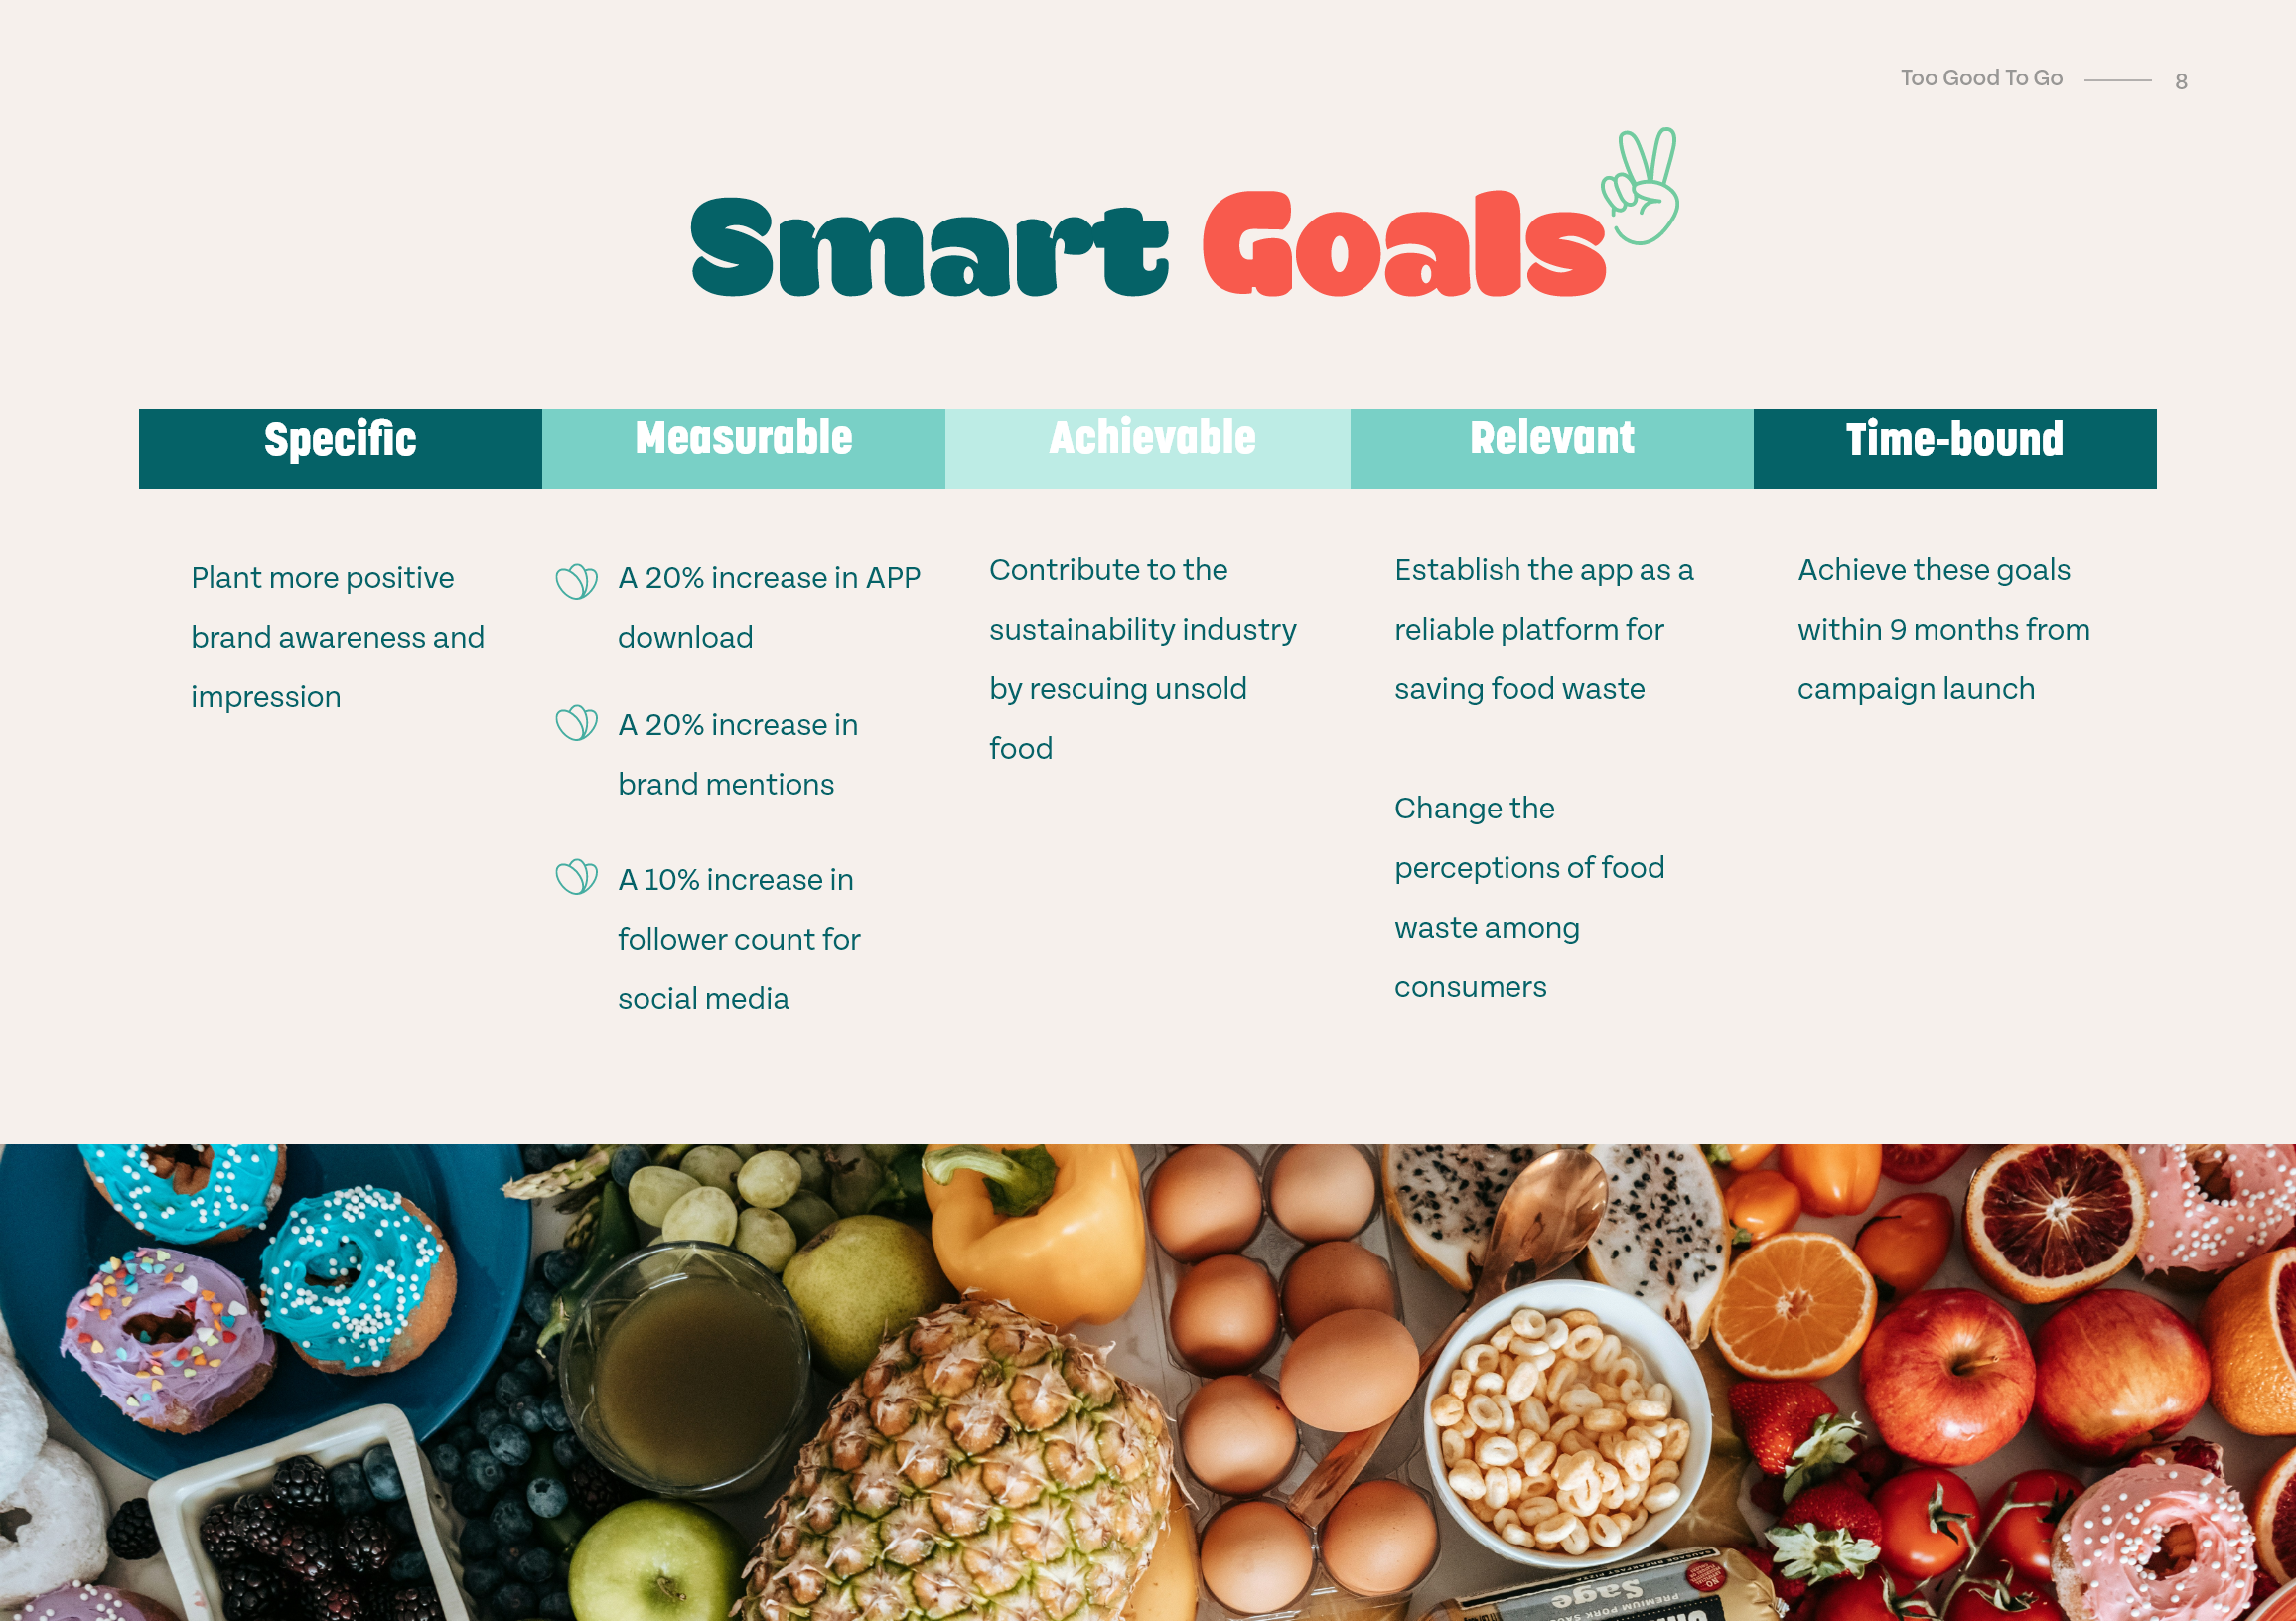 Too Good To Go
8
Smart Goals
Specific
Measurable
Achievable
Relevant
Time-bound
Plant more positive
brand awareness and
impression
A 20% increase in APP
download
A 20% increase in
brand mentions
A 10% increase in
follower count for
social media
Contribute to the
sustainability industry
by rescuing unsold
food
Establish the app as a
reliable platform for
saving food waste
Change the
perceptions of food
waste among
consumers
Achieve these goals
within 9 months from
campaign launch
Sage
PREMIUM PORK